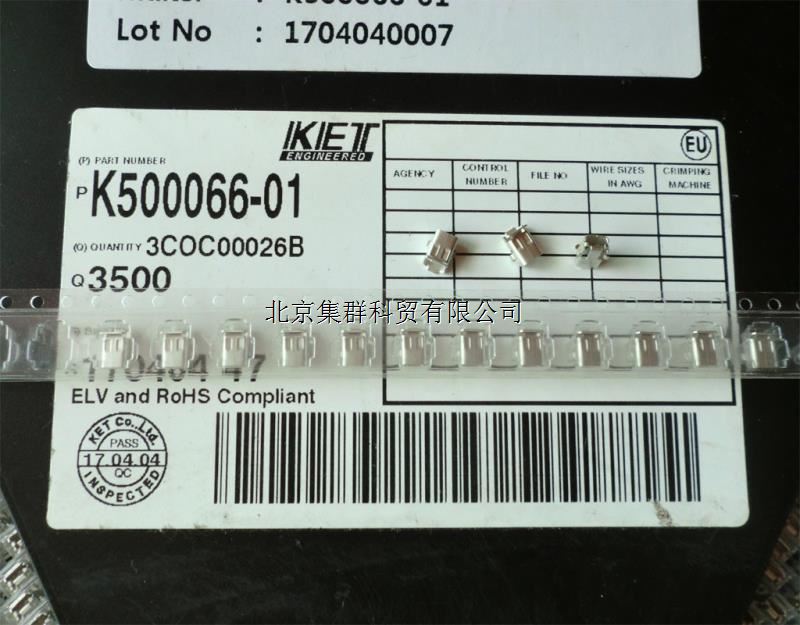 Lot No : 1704040007
KET
ENGINEERED
EU
(P) PART NUMBER
P K500066-01
AGENCY CONTROL NUMBER FILE NO WIRE SIZES IN AWG CRIMPING MACHINE
(Q) QUANTITY 3COC00026B
Q 3500
北京集群科贸有限公司
ELV and RoHS Compliant
KET Co.,Ltd.
PASS
17.04.04
QC
INSPECTED